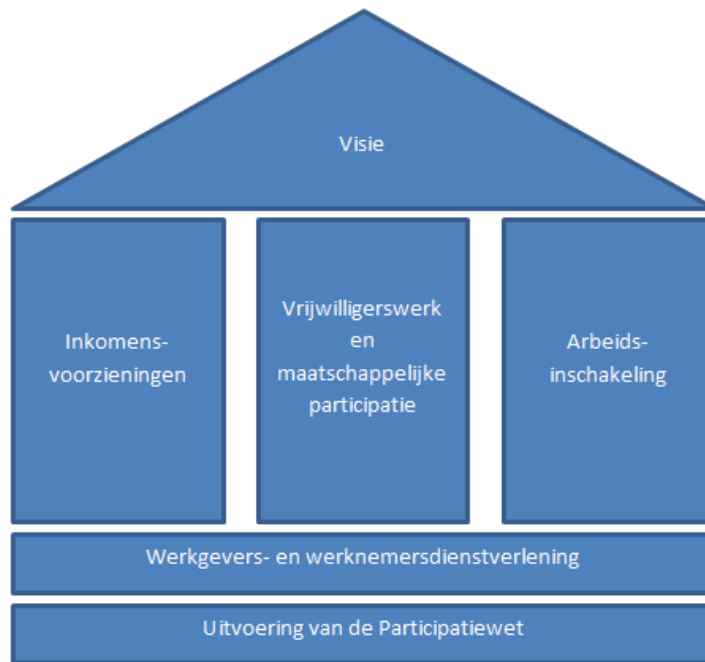 Visie
Inkomens-
voorzieningen
Vrijwilligerswerk
en
maatschappelijke
participatie
Arbeids-
inschakeling
Werkgevers- en werknemersdienstverlening
Uitvoering van de Participatiewet